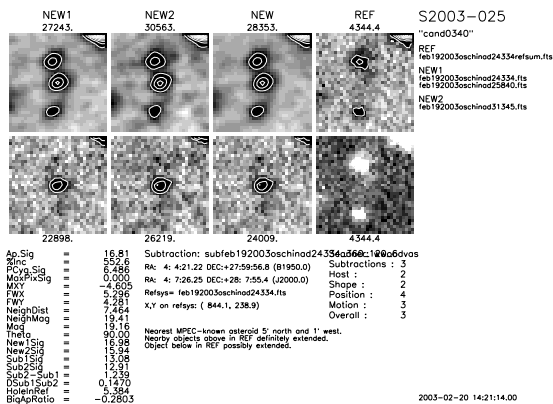 NEW1 NEW2 NEW REF S2003-025
27243. 30563. 28353. 4344.4 "cand0340"
REF
feb192003oschinad24334refsum.fts
NEW1
feb192003oschinad24334.fts
feb192003oschinad25840.fts
NEW2
feb192003oschinad31345.fts
22898. 26219. 24009. 4344.4
Ap.Sig = 16.81 Subtraction: subfeb192003oschinad24334
%Inc = 552.6 Subtractions : 3
PCyg.Sig = 6.486 RA: 4: 4:21.22 DEC:+27:59:56.8 (B1950.0) Host : 2
MaxPixSig = 0.000 Shape : 2
MXY = -4.605 RA: 4: 7:26.25 DEC:+28: 7:55.4 (J2000.0) Position : 4
FWX = 5.296 Motion : 3
FWY = 4.281 Refsys= feb192003oschinad24334.fts Overall : 3
NeighDist = 7.464
NeighMag = 19.41 X,Y on refsys: ( 844.1, 238.9)
Mag = 19.16
Theta = 90.00 Nearest MPEC-known asteroid 5' north and 1' west.
New1Sig = 16.98 Nearby objects above in REF definitely extended.
New2Sig = 15.94 Object below in REF possibly extended.
Sub1Sig = 13.08
Sub2Sig = 12.91
Sub2-Sub1 = 1.239
DSub1Sub2 = 0.1470
HoleInRef = 5.384
BigApRatio = -0.2803 2003-02-20 14:21:14.00